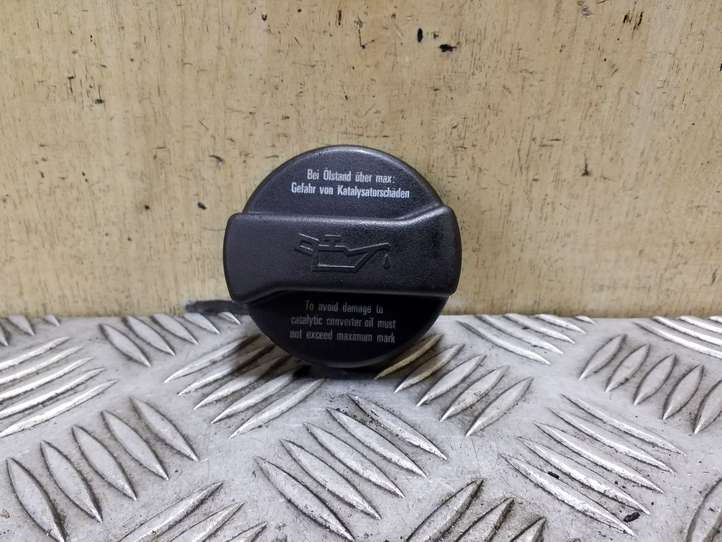 Bei Ölstand über max:
Gefahr von Katalysatorschäden
To avoid damage to
catalytic converter oil must
not exceed maximum mark